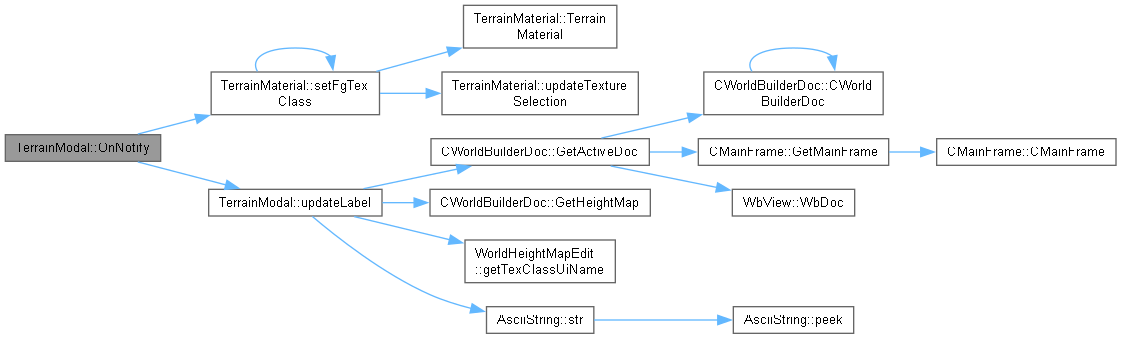 TerrainModal::OnNotify
TerrainMaterial::setFgTex
Class
TerrainMaterial::Terrain
Material
TerrainMaterial::updateTexture
Selection
TerrainModal::updateLabel
CWorldBuilderDoc::GetActiveDoc
CWorldBuilderDoc::CWorld
BuilderDoc
CMainFrame::GetMainFrame
CMainFrame::CMainFrame
WbView::WbDoc
CWorldBuilderDoc::GetHeightMap
WorldHeightMapEdit
::getTexClassUiName
AsciiString::str
AsciiString::peek